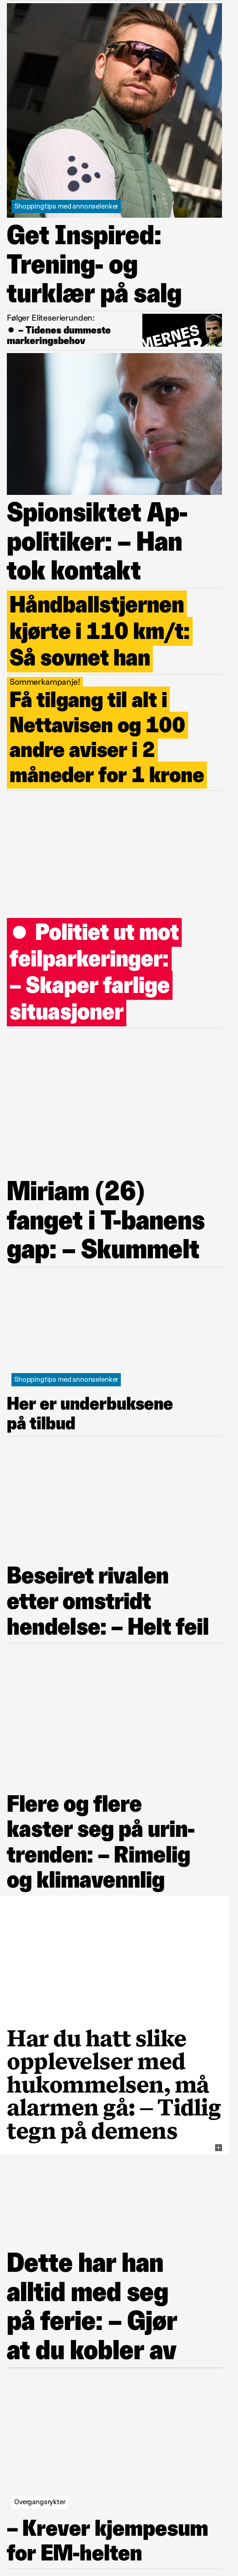 Shoppingtips med annonselenker
Get Inspired:
Trening- og
turklær på salg
Følger Eliteserierunden:
● – Tidenes dummeste
markeringsbehov
Spionsiktet Ap-
politiker: – Han
tok kontakt
Håndballstjernen
kjørte i 110 km/t:
Så sovnet han
Sommerkampanje!
Få tilgang til alt i
Nettavisen og 100
andre aviser i 2
måneder for 1 krone
● Politiet ut mot
feilparkeringer:
– Skaper farlige
situasjoner
Miriam (26)
fanget i T-banens
gap: – Skummelt
Shoppingtips med annonselenker
Her er underbuksene
på tilbud
Beseiret rivalen
etter omstridt
hendelse: – Helt feil
Flere og flere
kaster seg på urin-
trenden: – Rimelig
og klimavennlig
Har du hatt slike
opplevelser med
hukommelsen, må
alarmen gå: – Tidlig
tegn på demens
Dette har han
alltid med seg
på ferie: – Gjør
at du kobler av
Overgangsrykter
– Krever kjempesum
for EM-helten